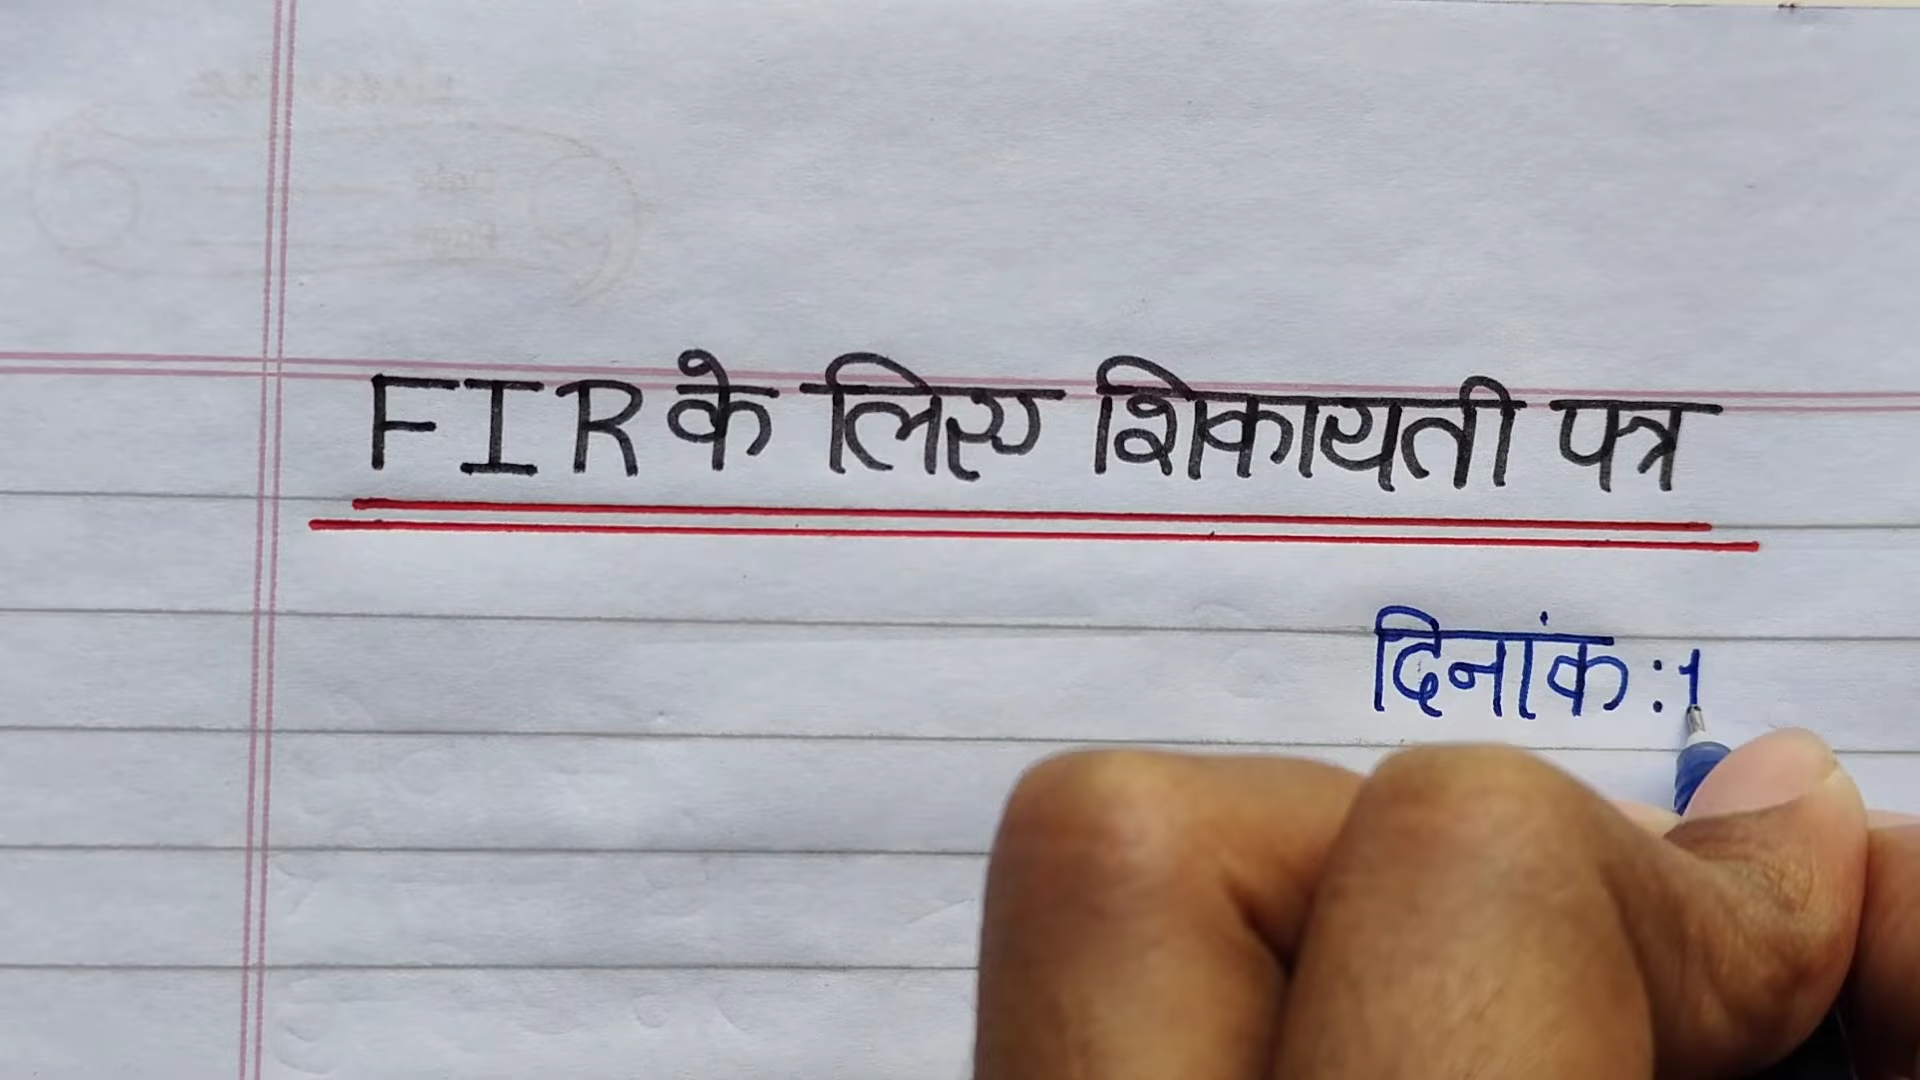 FIR के लिए शिकायती पत्र
दिनांक :1